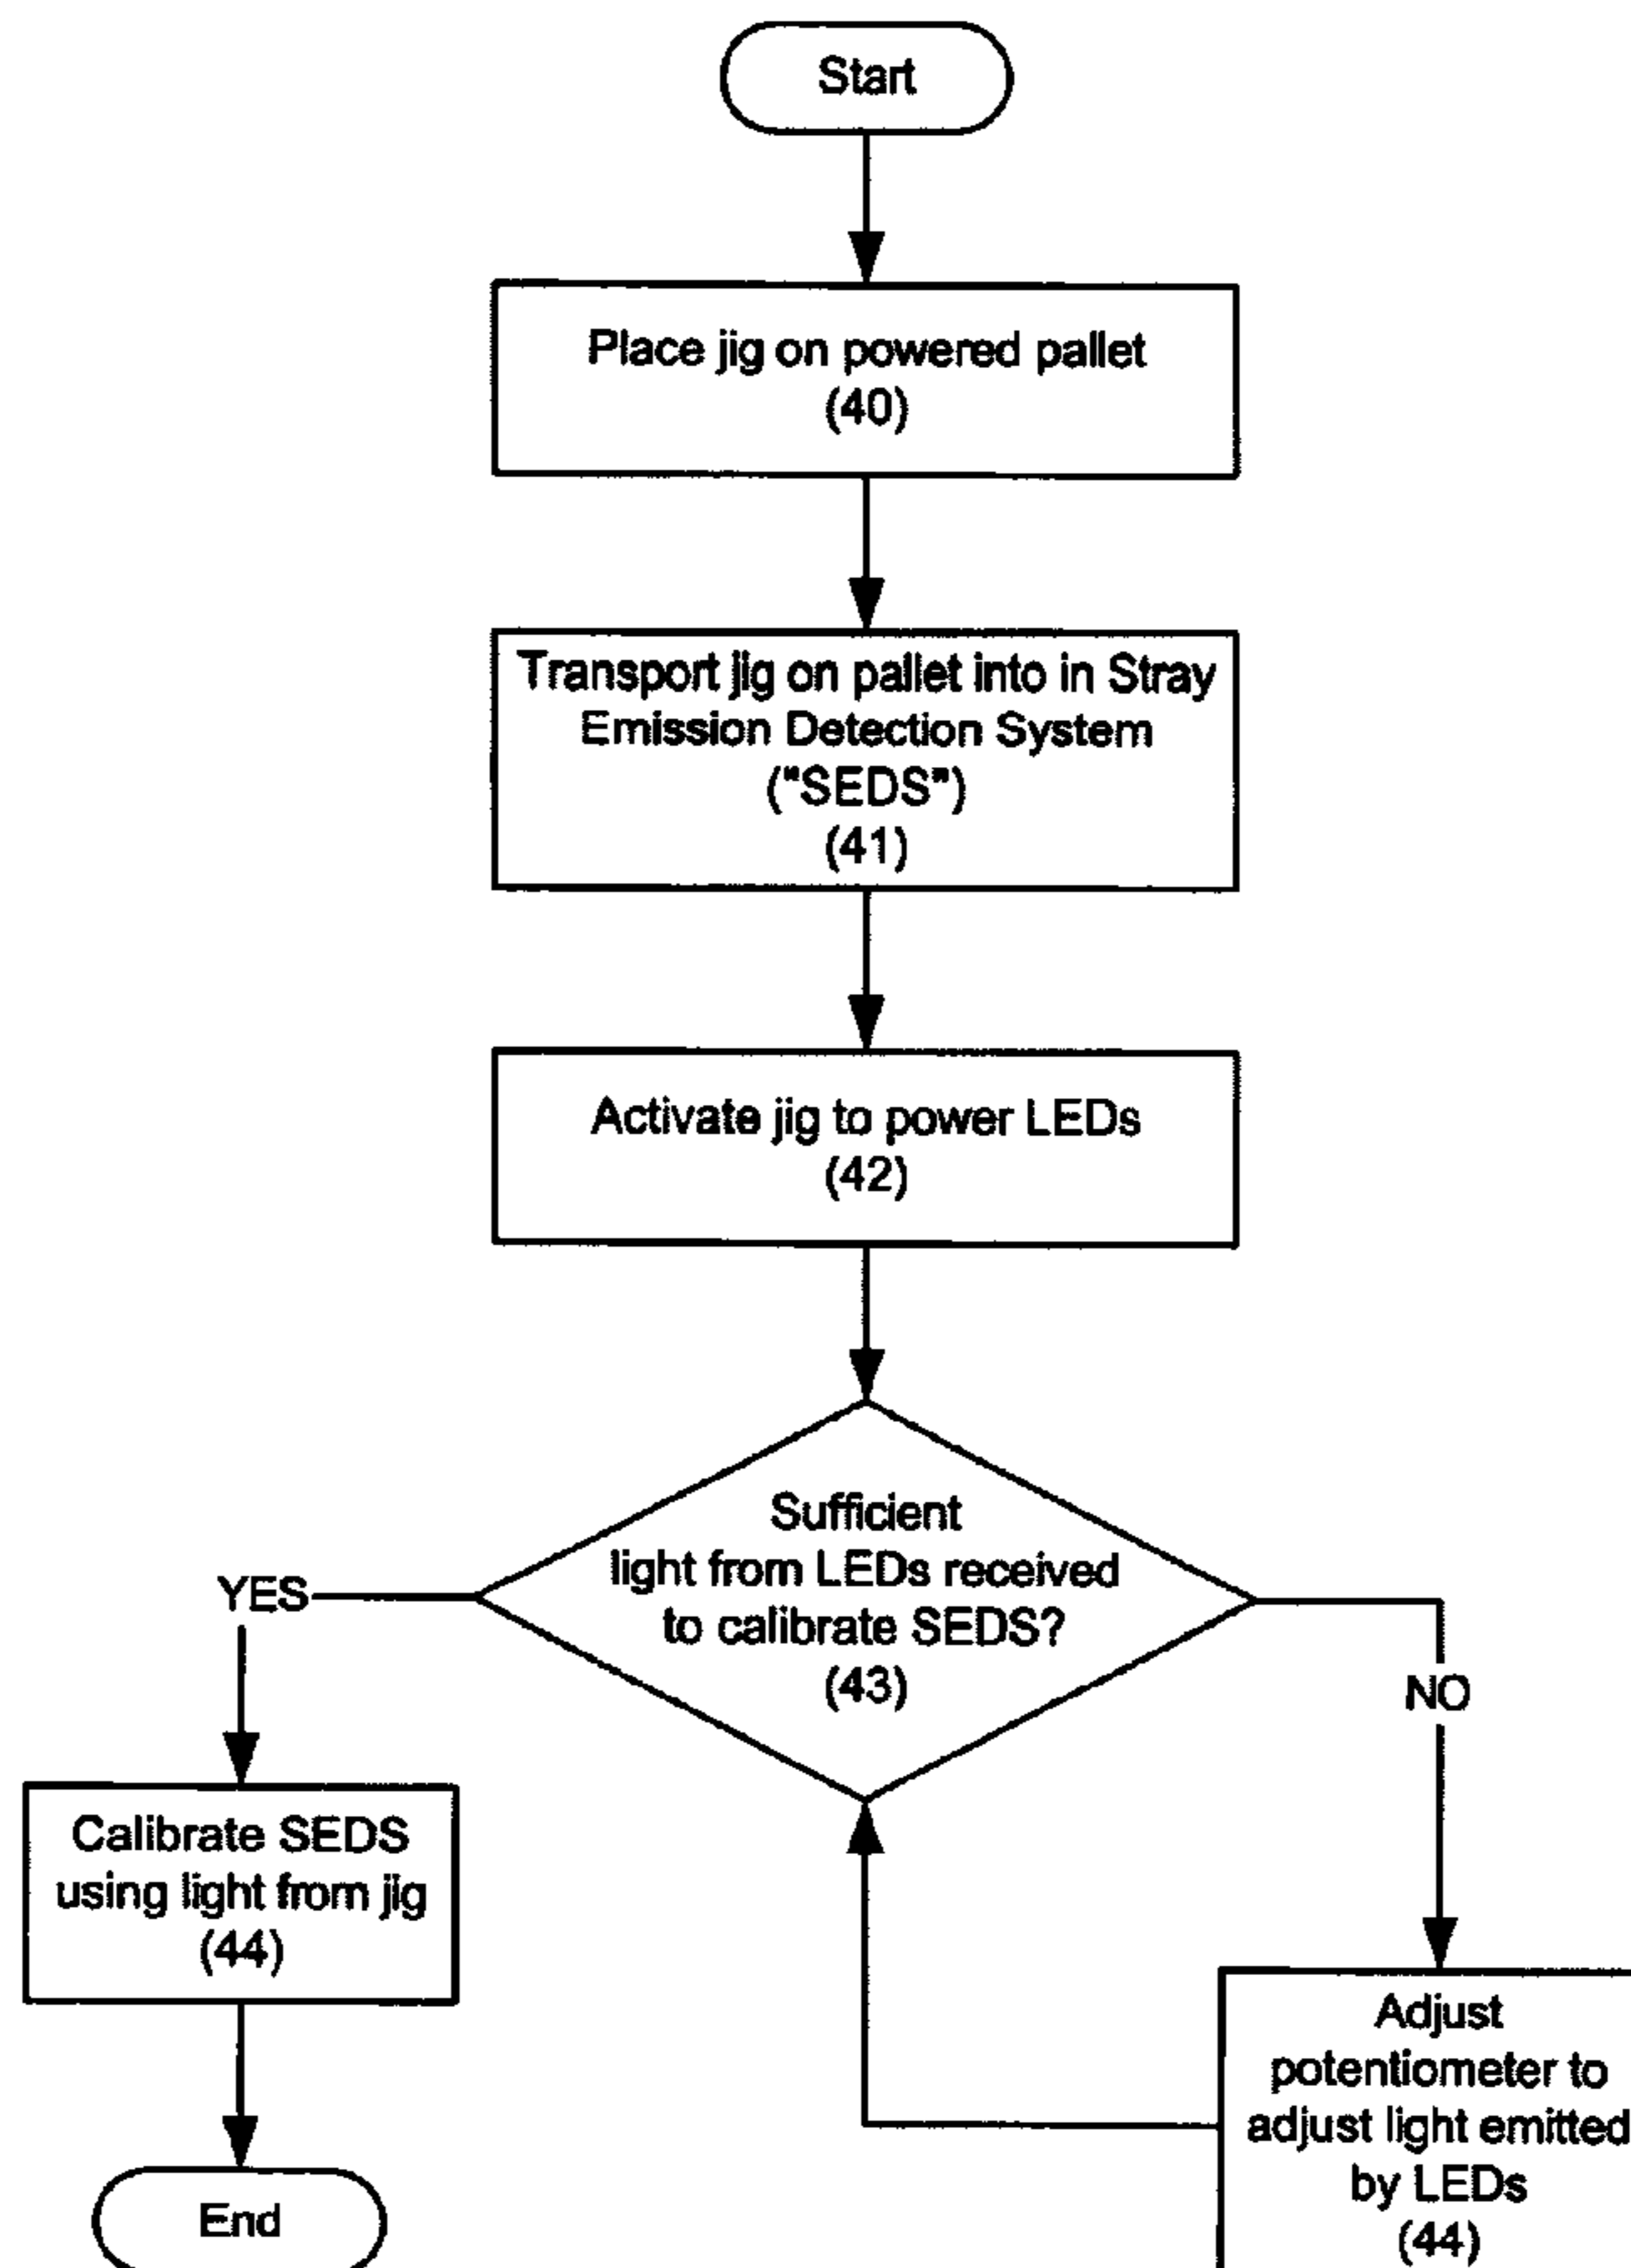 Start
Place jig on powered pallet
(40)
Transport jig on pallet into in Stray
Emission Detection System
("SEDS")
(41)
Activate jig to power LEDs
(42)
Sufficient
light from LEDs received
to calibrate SEDS?
(43)
YES
NO
Calibrate SEDS
using light from jig
(44)
Adjust
potentiometer to
adjust light emitted
by LEDs
(44)
End